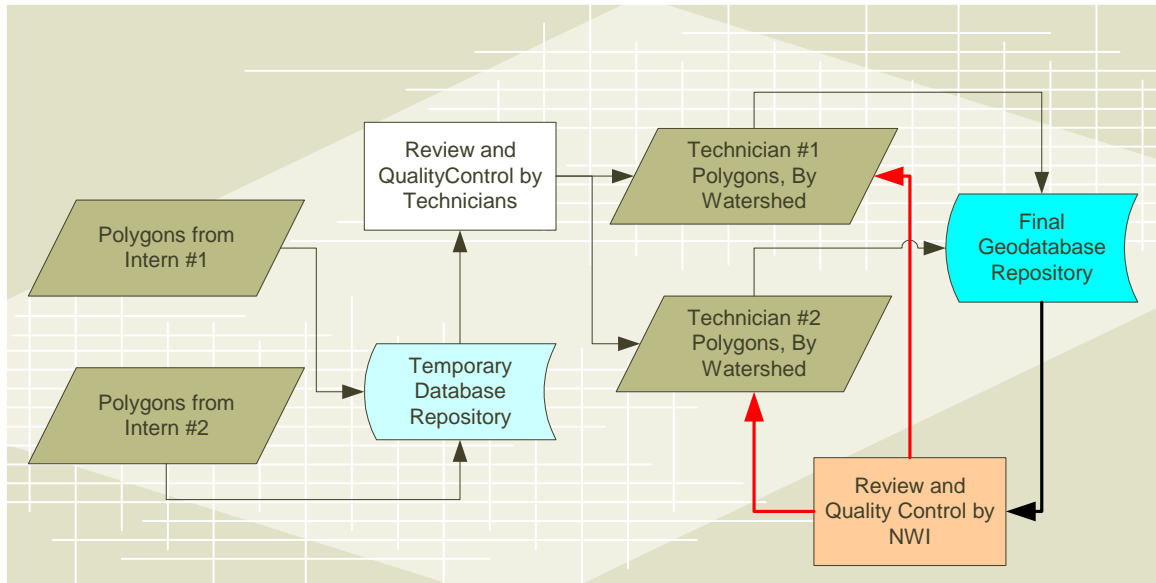 Polygons from
Intern #1
Polygons from
Intern #2
Temporary
Database
Repository
Review and
QualityControl by
Technicians
Technician #1
Polygons, By
Watershed
Technician #2
Polygons, By
Watershed
Final
Geodatabase
Repository
Review and
Quality Control by
NWI